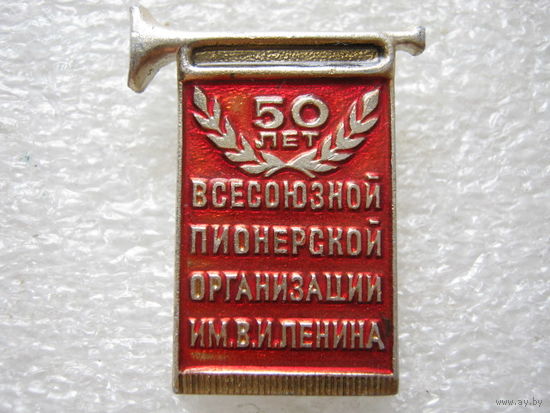 50
ЛЕТ
ВСЕСОЮЗНОЙ
ПИОНЕРСКОЙ
ОРГАНИЗАЦИИ
ИМ.В.И.ЛЕНИНА
www.ay.by